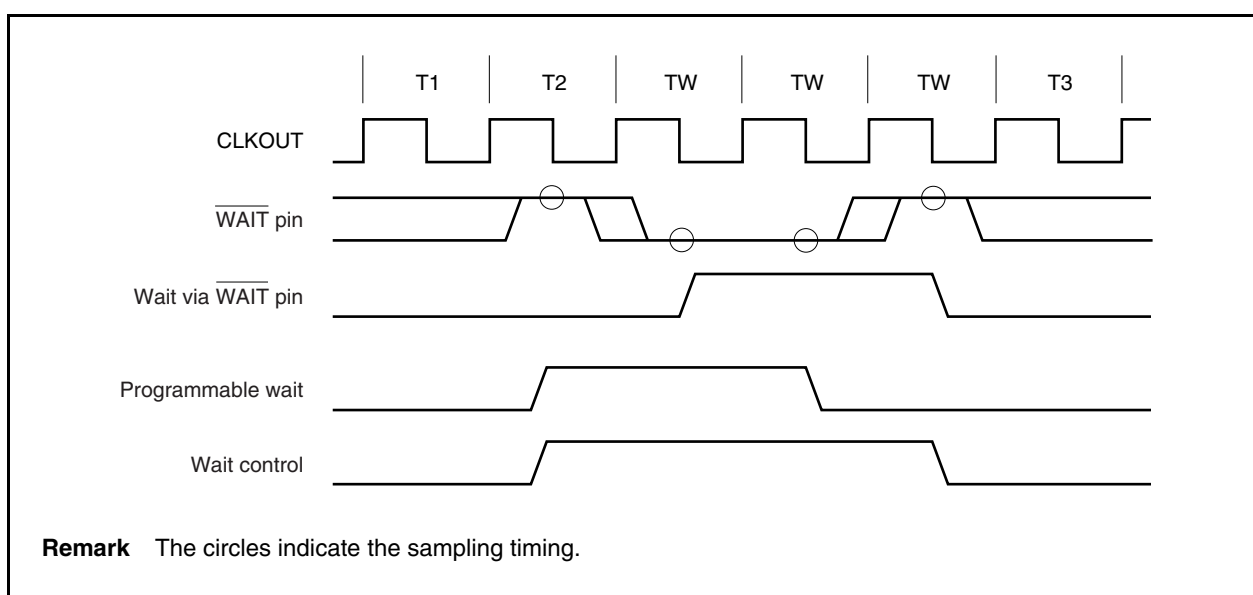 T1 T2 TW TW TW T3
CLKOUT
WAIT pin
Wait via WAIT pin
Programmable wait
Wait control
Remark The circles indicate the sampling timing.